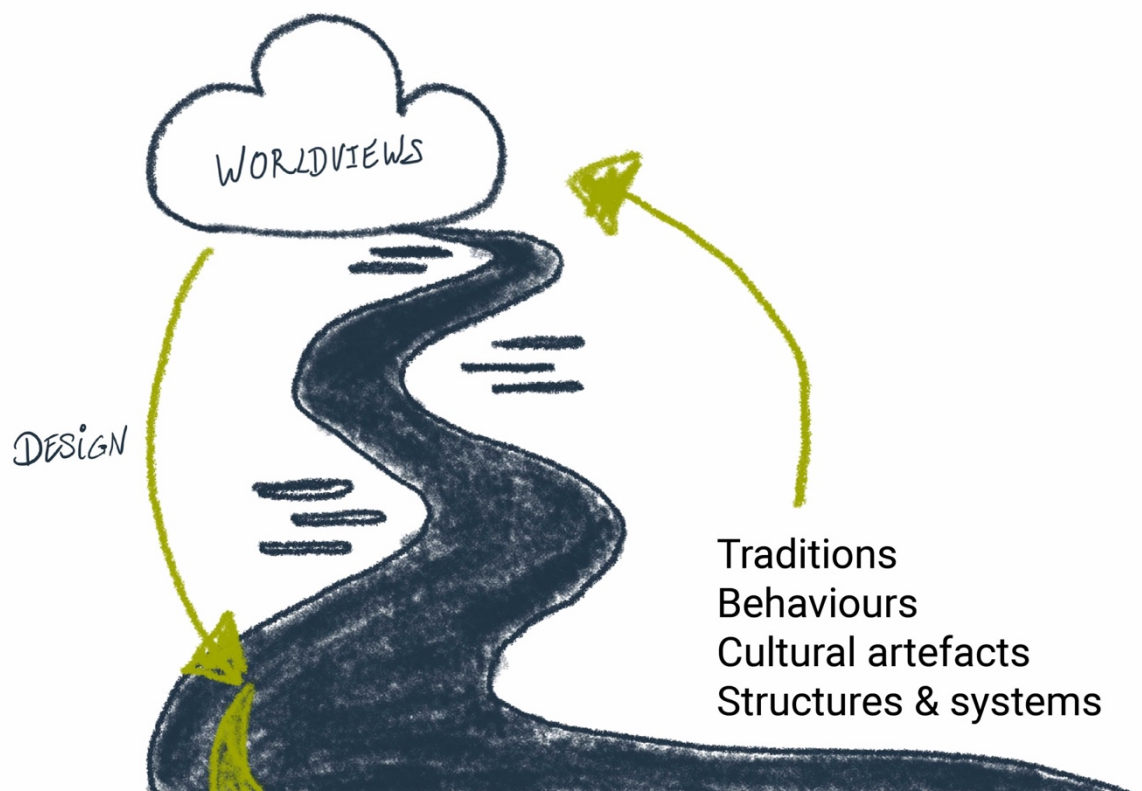 WORLDVIEWS
DESiGN
Traditions
Behaviours
Cultural artefacts
Structures & systems